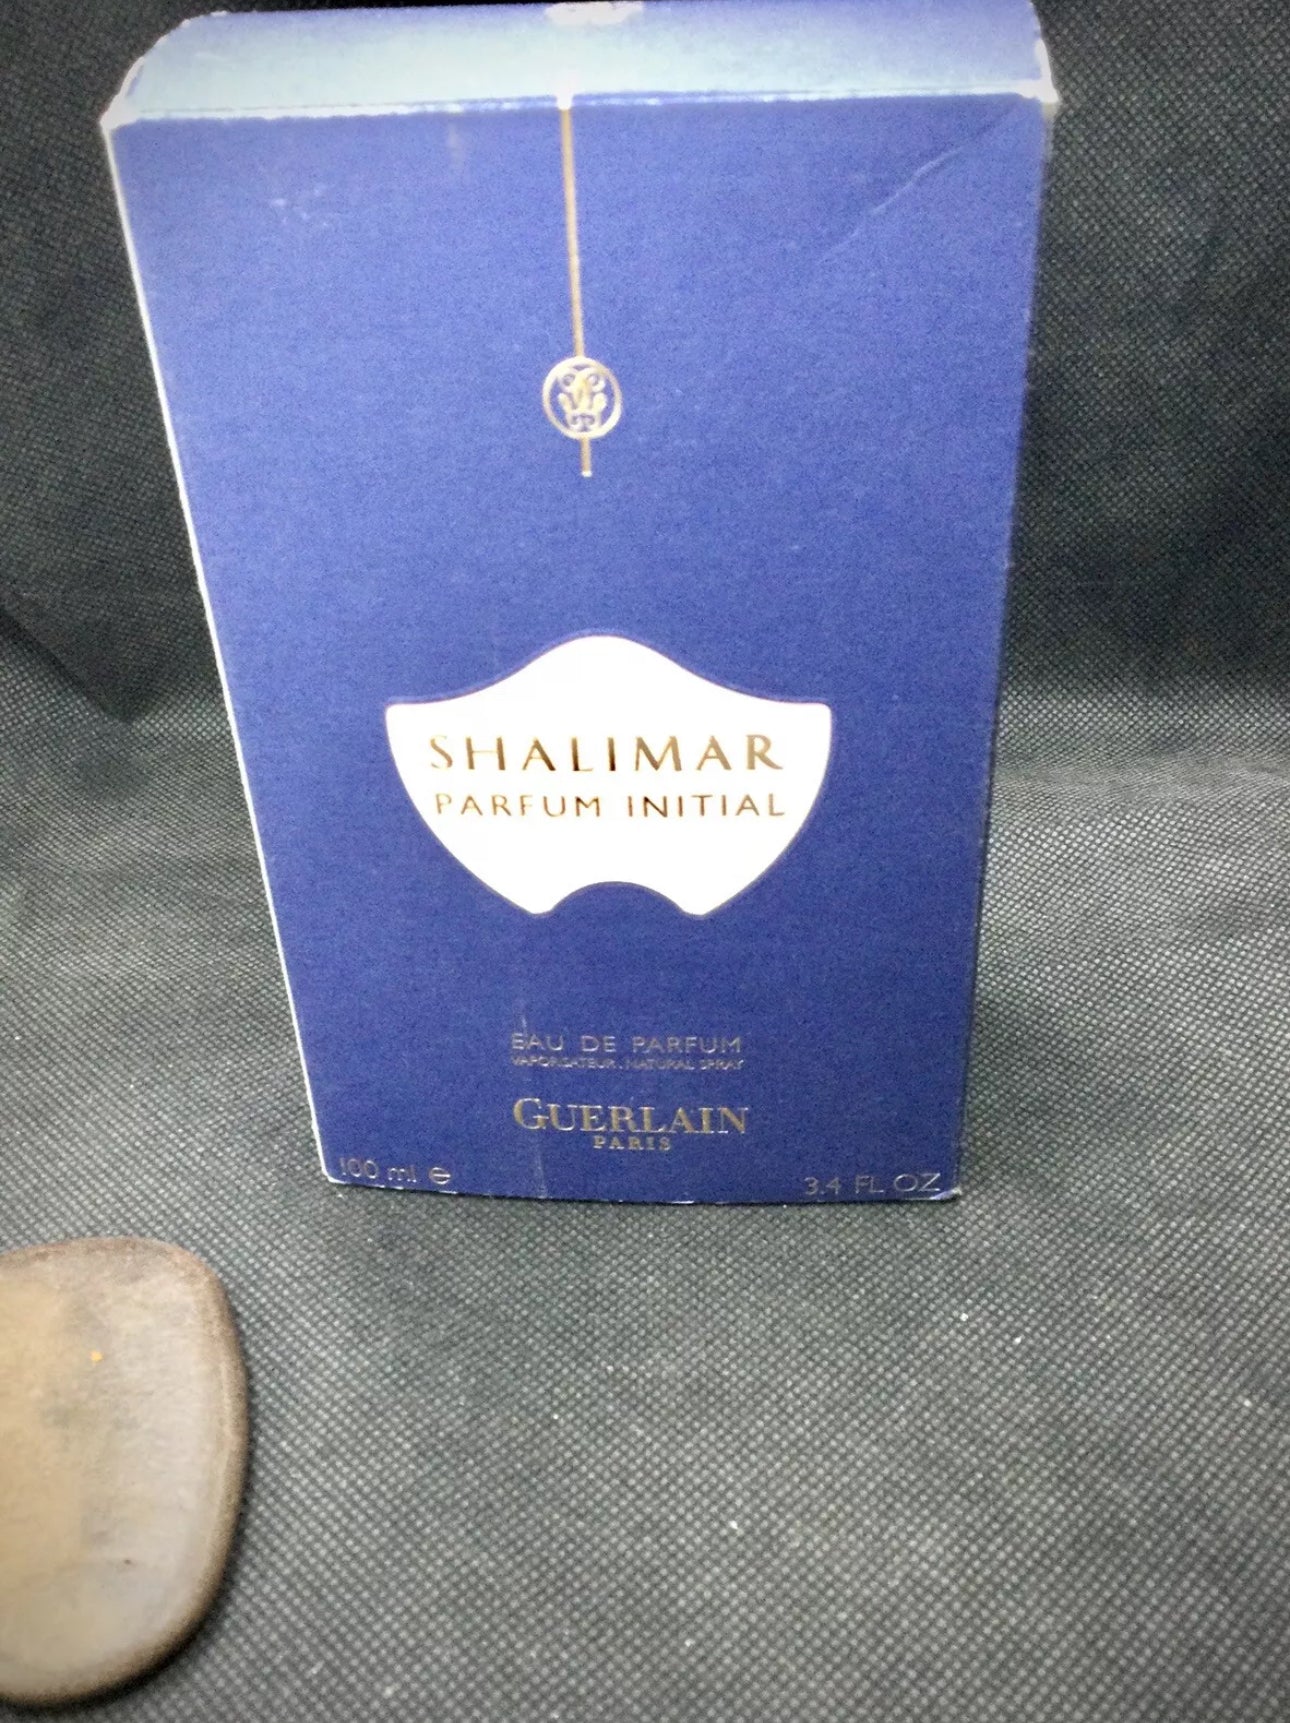 SHALIMAR
PARFUM INITIAL
EAU DE PARFUM
VAPORISATEUR. NATURAL SPRAY
GUERLAIN
PARIS
100 ml ℮
3.4 FL OZ